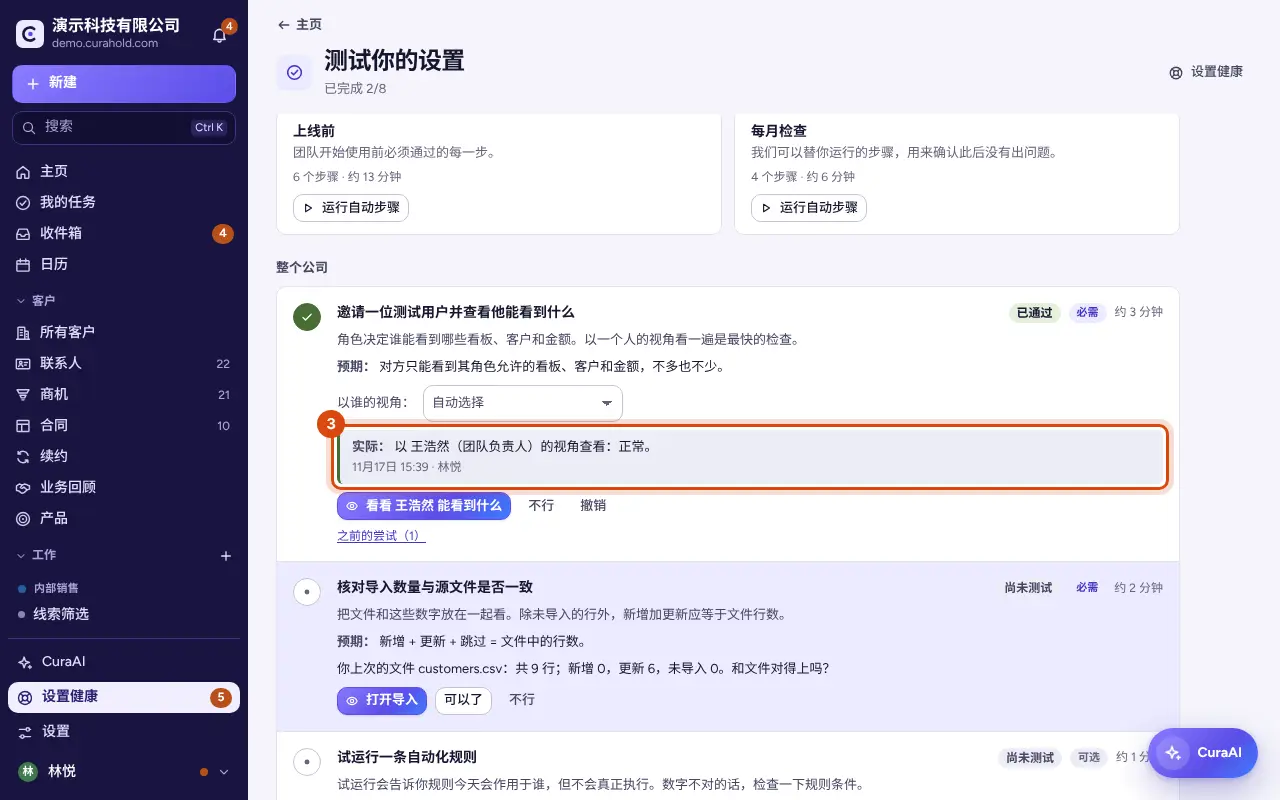 演示科技有限公司
demo.curahold.com
4
新建
搜索
Ctrl K
主页
我的任务
收件箱
4
日历
客户
所有客户
联系人
22
商机
21
合同
10
续约
业务回顾
产品
工作
内部销售
线索筛选
CuraAI
设置健康
5
设置
林
林悦
主页
测试你的设置
已完成 2/8
设置健康
上线前
团队开始使用前必须通过的每一步。
6 个步骤 · 约 13 分钟
运行自动步骤
每月检查
我们可以替你运行的步骤，用来确认此后没有出问题。
4 个步骤 · 约 6 分钟
运行自动步骤
整个公司
邀请一位测试用户并查看他能看到什么
已通过
必需
约 3 分钟
角色决定谁能看到哪些看板、客户和金额。以一个人的视角看一遍是最快的检查。
预期： 对方只能看到其角色允许的看板、客户和金额，不多也不少。
以谁的视角：
自动选择
3
实际： 以 王浩然（团队负责人）的视角查看：正常。
11月17日 15:39 · 林悦
看看 王浩然 能看到什么
不行
撤销
之前的尝试（1）
核对导入数量与源文件是否一致
尚未测试
必需
约 2 分钟
把文件和这些数字放在一起看。除未导入的行外，新增加更新应等于文件行数。
预期： 新增 + 更新 + 跳过 = 文件中的行数。
你上次的文件 customers.csv：共 9 行；新增 0，更新 6，未导入 0。和文件对得上吗？
打开导入
可以了
不行
试运行一条自动化规则
尚未测试
可选
约 1 分
试运行会告诉你规则今天会作用于谁，但不会真正执行。数字不对的话，检查一下规则条件。
CuraAI